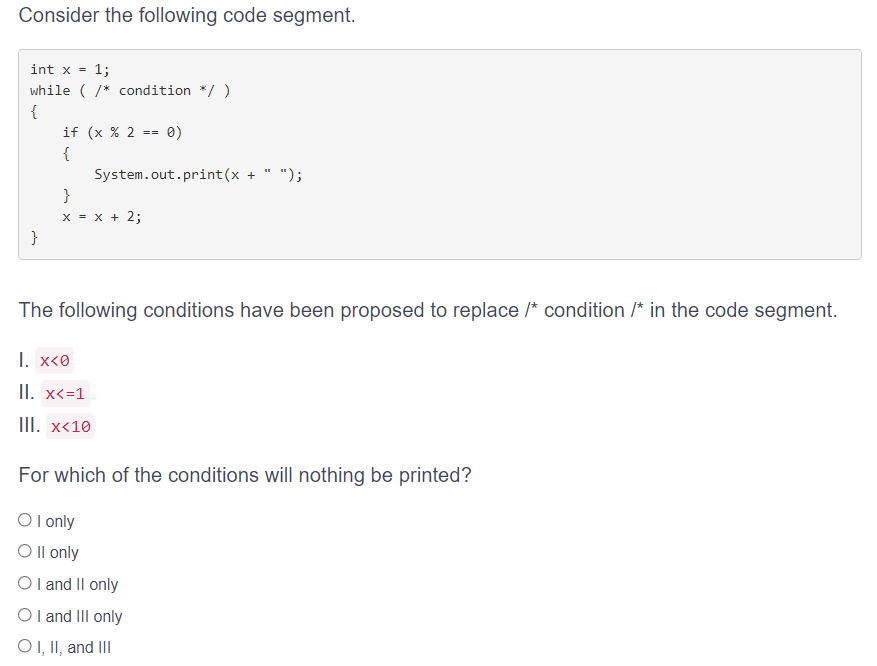 Consider the following code segment.
int x = 1;
while ( /* condition */ )
{
    if (x % 2 == 0)
    {
        System.out.print(x + " ");
    }
    x = x + 2;
}
The following conditions have been proposed to replace /* condition /* in the code segment.
I. x<0
II. x<=1
III. x<10
For which of the conditions will nothing be printed?
I only
II only
I and II only
I and III only
I, II, and III